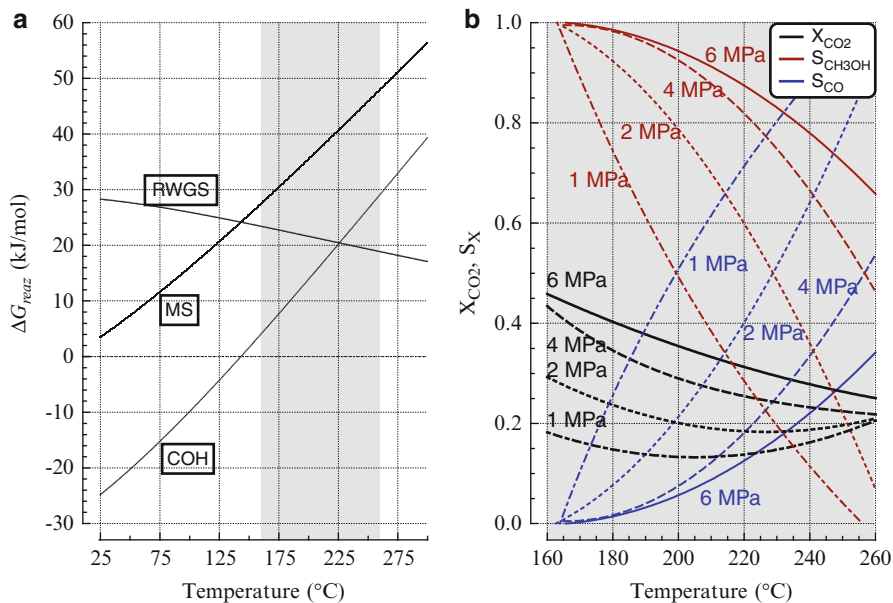 a
60
50
40
30
20
10
0
-10
-20
-30
ΔG_reaz (kJ/mol)
RWGS
MS
COH
25 75 125 175 225 275
Temperature (°C)
b
1.0
0.8
0.6
0.4
0.2
0.0
X_CO2, S_X
X_CO2
S_CH3OH
S_CO
6 MPa
4 MPa
2 MPa
1 MPa
1 MPa
4 MPa
2 MPa
6 MPa
6 MPa
4 MPa
2 MPa
1 MPa
160 180 200 220 240 260
Temperature (°C)